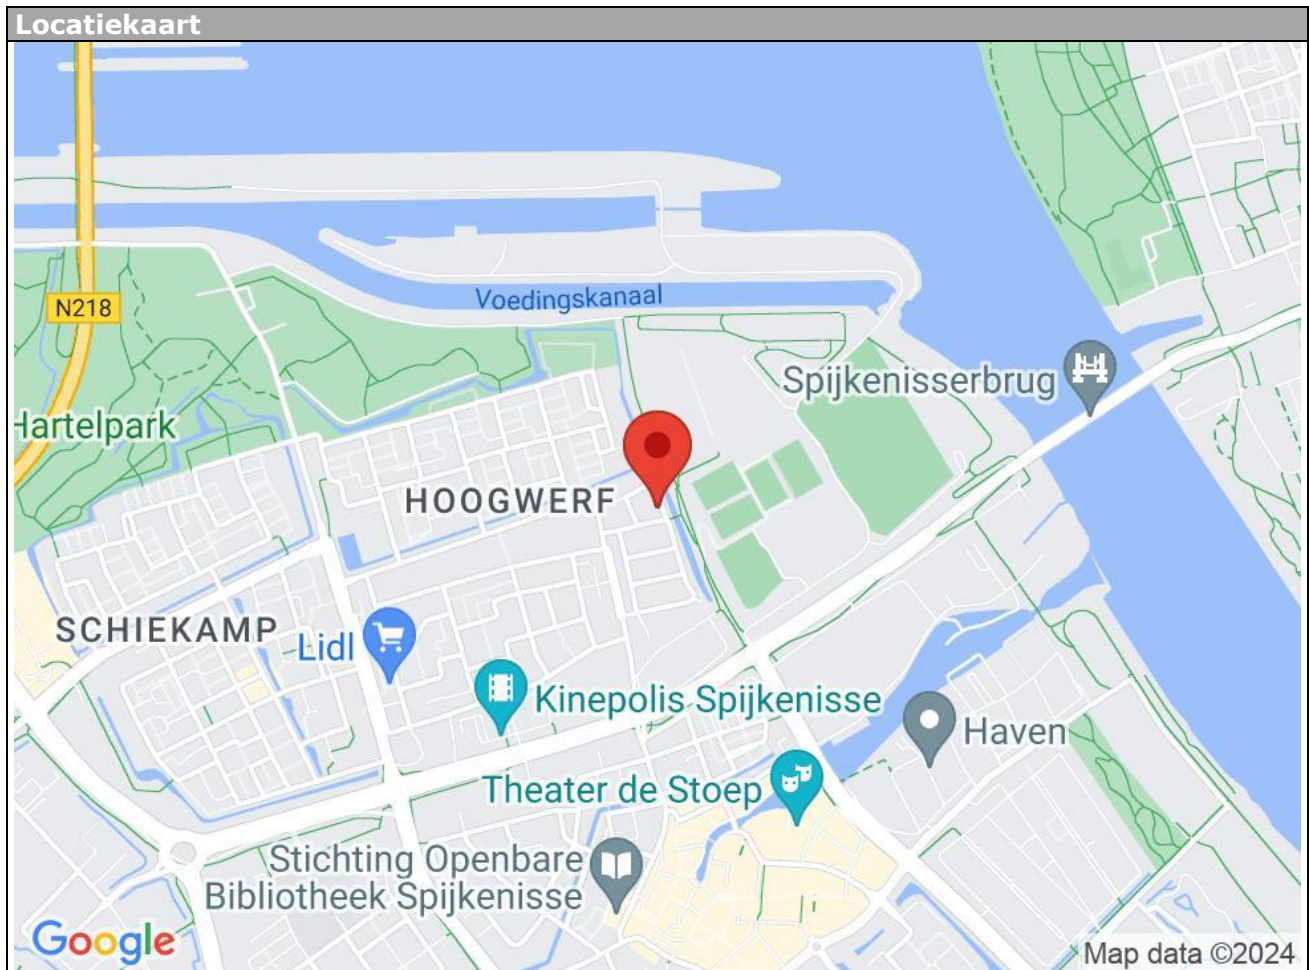 Locatiekaart
Voedingskanaal
N218
Spijkenisserbrug
Hartelpark
HOOGWERF
SCHIEKAMP
Lidl
Kinepolis Spijkenisse
Haven
Theater de Stoep
Stichting Openbare
Bibliotheek Spijkenisse
Google
Map data ©2024